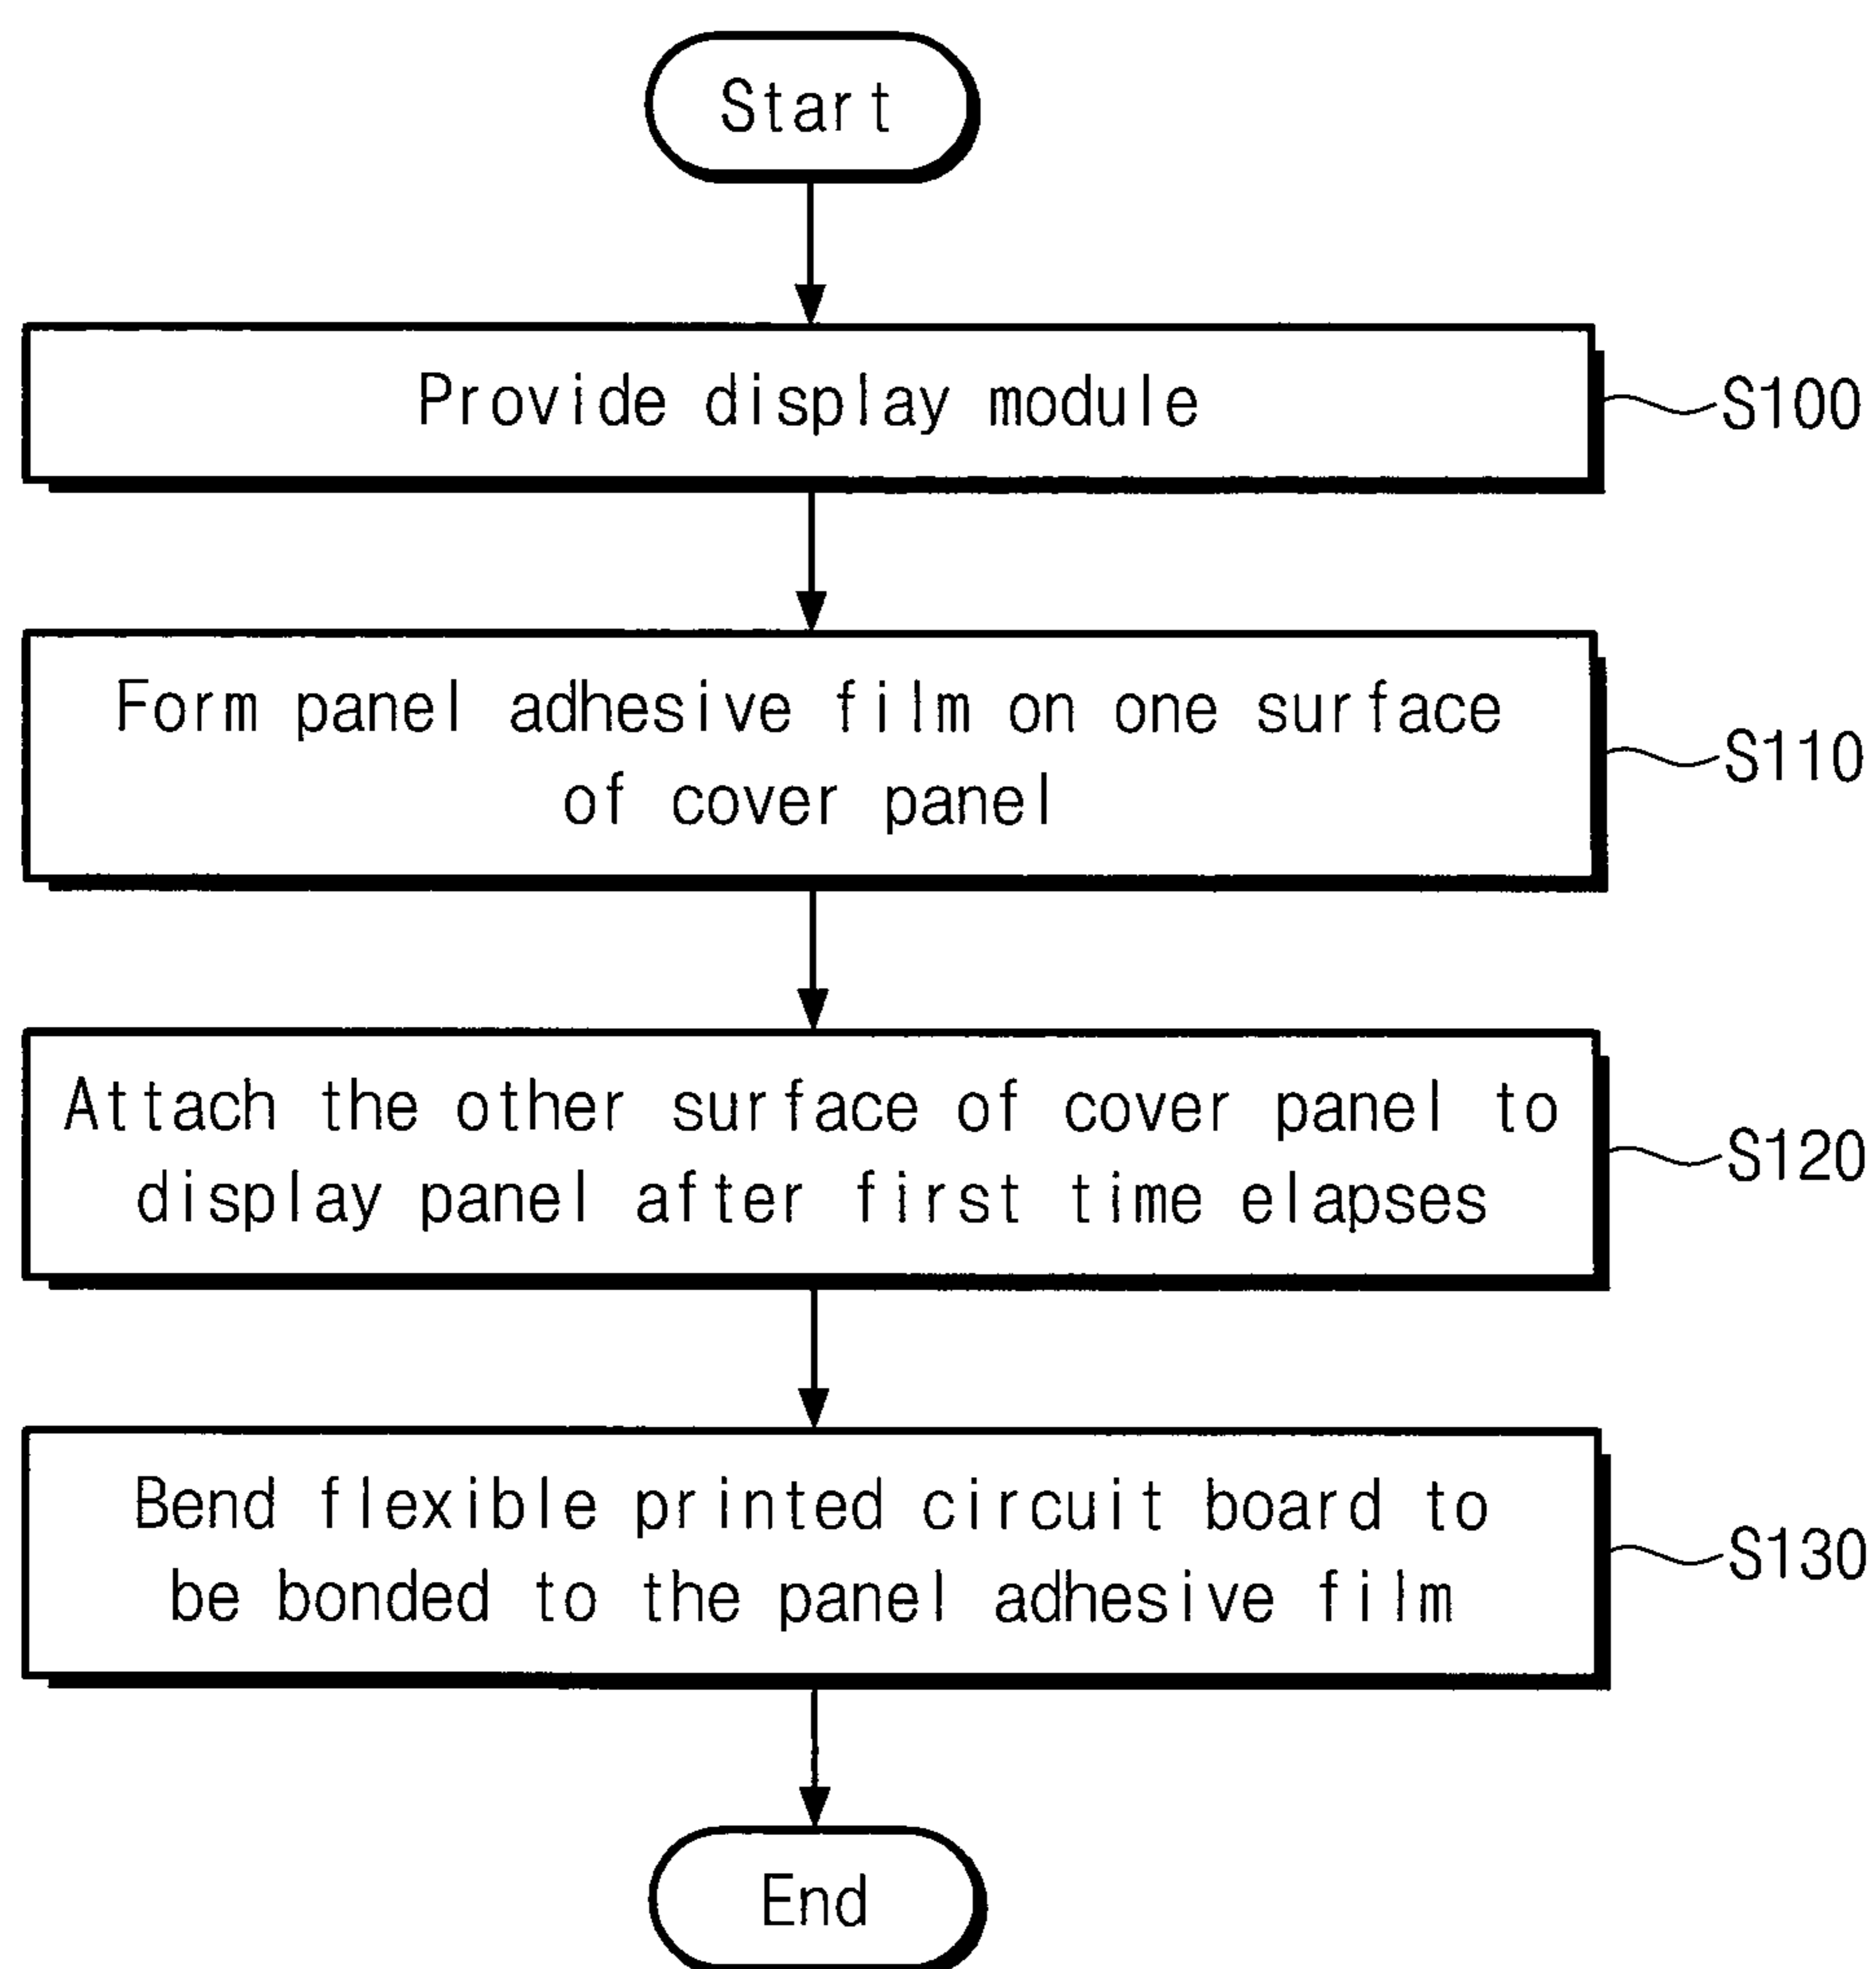 Start
Provide display module
S100
Form panel adhesive film on one surface
of cover panel
S110
Attach the other surface of cover panel to
display panel after first time elapses
S120
Bend flexible printed circuit board to
be bonded to the panel adhesive film
S130
End